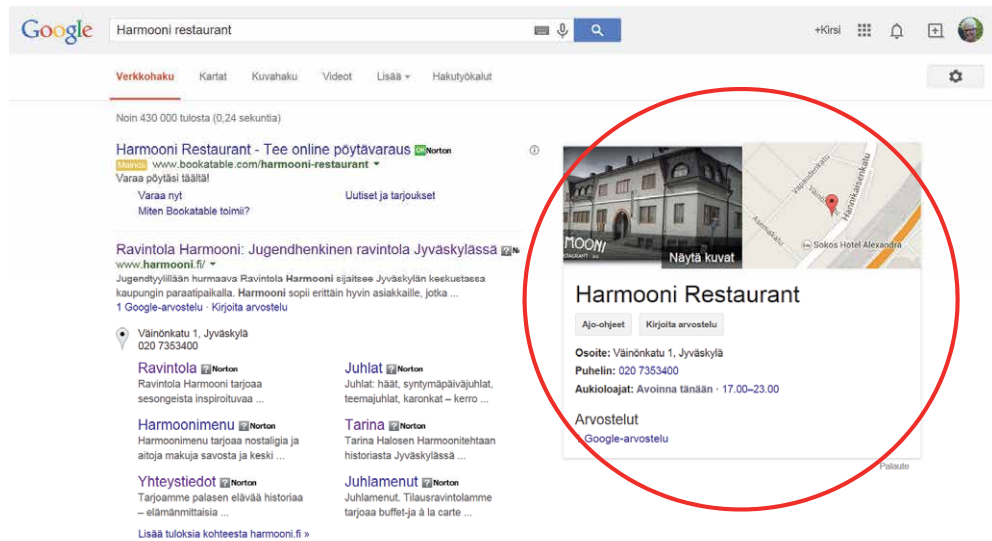 Google
Harmooni restaurant
+Kirsi
Verkkohaku Kartat Kuvahaku Videot Lisää Hakutyökalut
Noin 430 000 tulosta (0,24 sekuntia)
Harmooni Restaurant - Tee online pöytävaraus OK Norton
Mainos www.bookatable.com/harmooni-restaurant
Varaa pöytäsi täältä!
Varaa nyt Uutiset ja tarjoukset
Miten Bookatable toimii?
Ravintola Harmooni: Jugendhenkinen ravintola Jyväskylässä
www.harmooni.fi/
Jugendtyylillään hurmaava Ravintola Harmooni sijaitsee Jyväskylän keskustassa
kaupungin paraatipaikalla. Harmooni sopii erittäin hyvin asiakkaille, jotka ...
1 Google-arvostelu · Kirjoita arvostelu
Väinönkatu 1, Jyväskylä
020 7353400
Ravintola Norton
Ravintola Harmooni tarjoaa
sesongeista inspiroituvaa ...
Juhlat Norton
Juhlat: häät, syntymäpäiväjuhlat,
teemajuhlat, karonkat – kerro ...
Harmoonimenu Norton
Harmoonimenu tarjoaa nostalgia ja
aitoja makuja savosta ja keski ...
Tarina Norton
Tarina Halosen Harmoonitehtaan
historiasta Jyväskylässä ...
Yhteystiedot Norton
Tarjoamme palasen elävää historiaa
– elämänmittaisia ...
Juhlamenut Norton
Juhlamenut. Tilausravintolamme
tarjoaa buffet-ja à la carte ...
Lisää tuloksia kohteesta harmooni.fi »
MOONI
Näytä kuvat
Vapaudenkatu
Väinönkatu
Hannikaisenkatu
Asemakatu
Sokos Hotel Alexandra
Harmooni Restaurant
Ajo-ohjeet Kirjoita arvostelu
Osoite: Väinönkatu 1, Jyväskylä
Puhelin: 020 7353400
Aukioloajat: Avoinna tänään · 17.00–23.00
Arvostelut
1 Google-arvostelu
Palaute